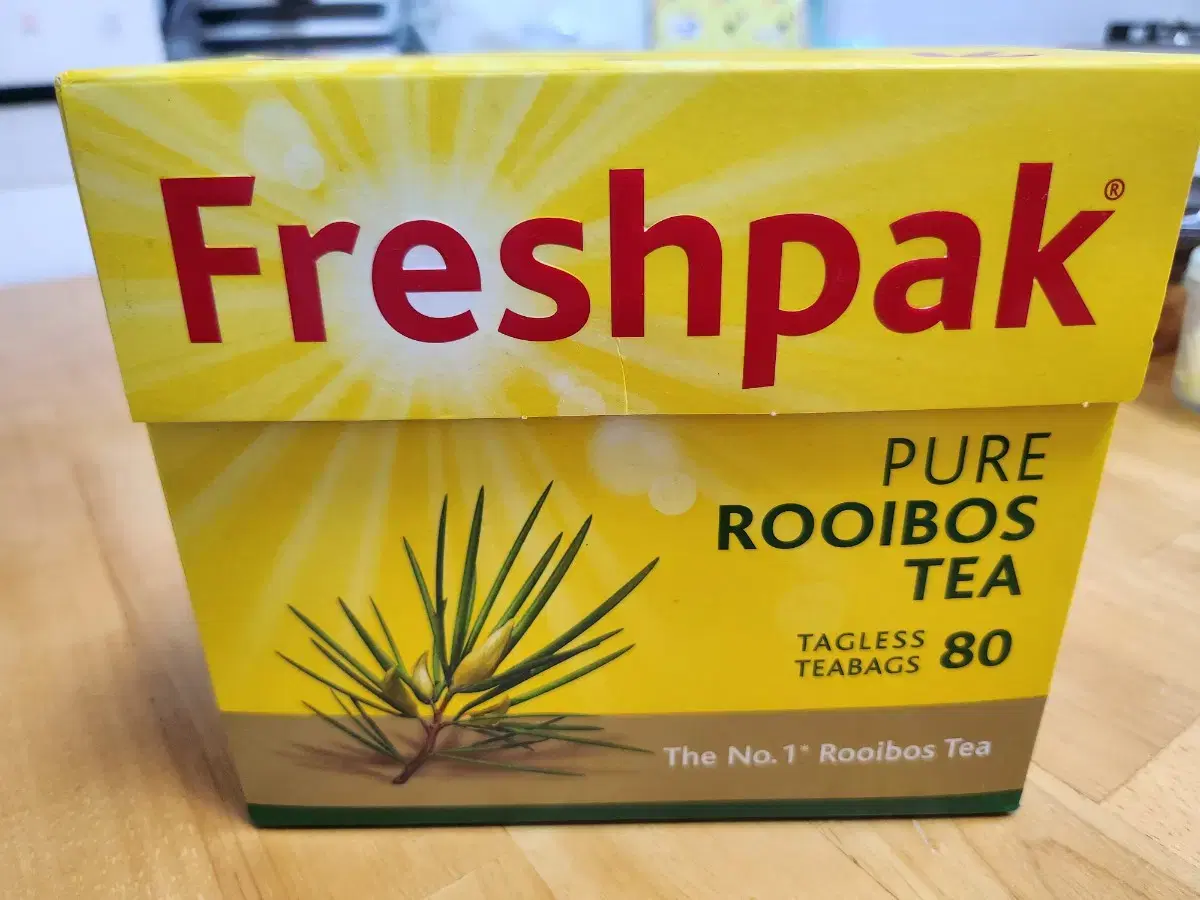 Freshpak®
PURE
ROOIBOS
TEA
TAGLESS
TEABAGS 80
The No.1* Rooibos Tea